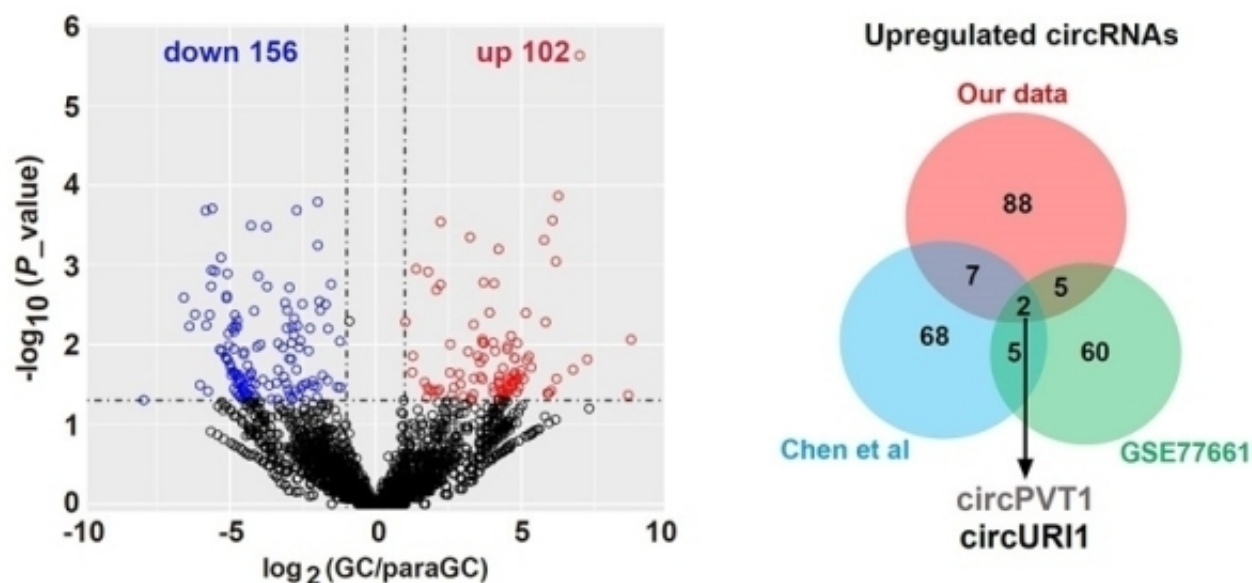 6
down 156
up 102
5
4
3
2
1
0
-log10 (P_value)
-10
-5
0
5
10
log2 (GC/paraGC)
Upregulated circRNAs
Our data
88
7
5
2
68
5
60
Chen et al
GSE77661
circPVT1
circURI1